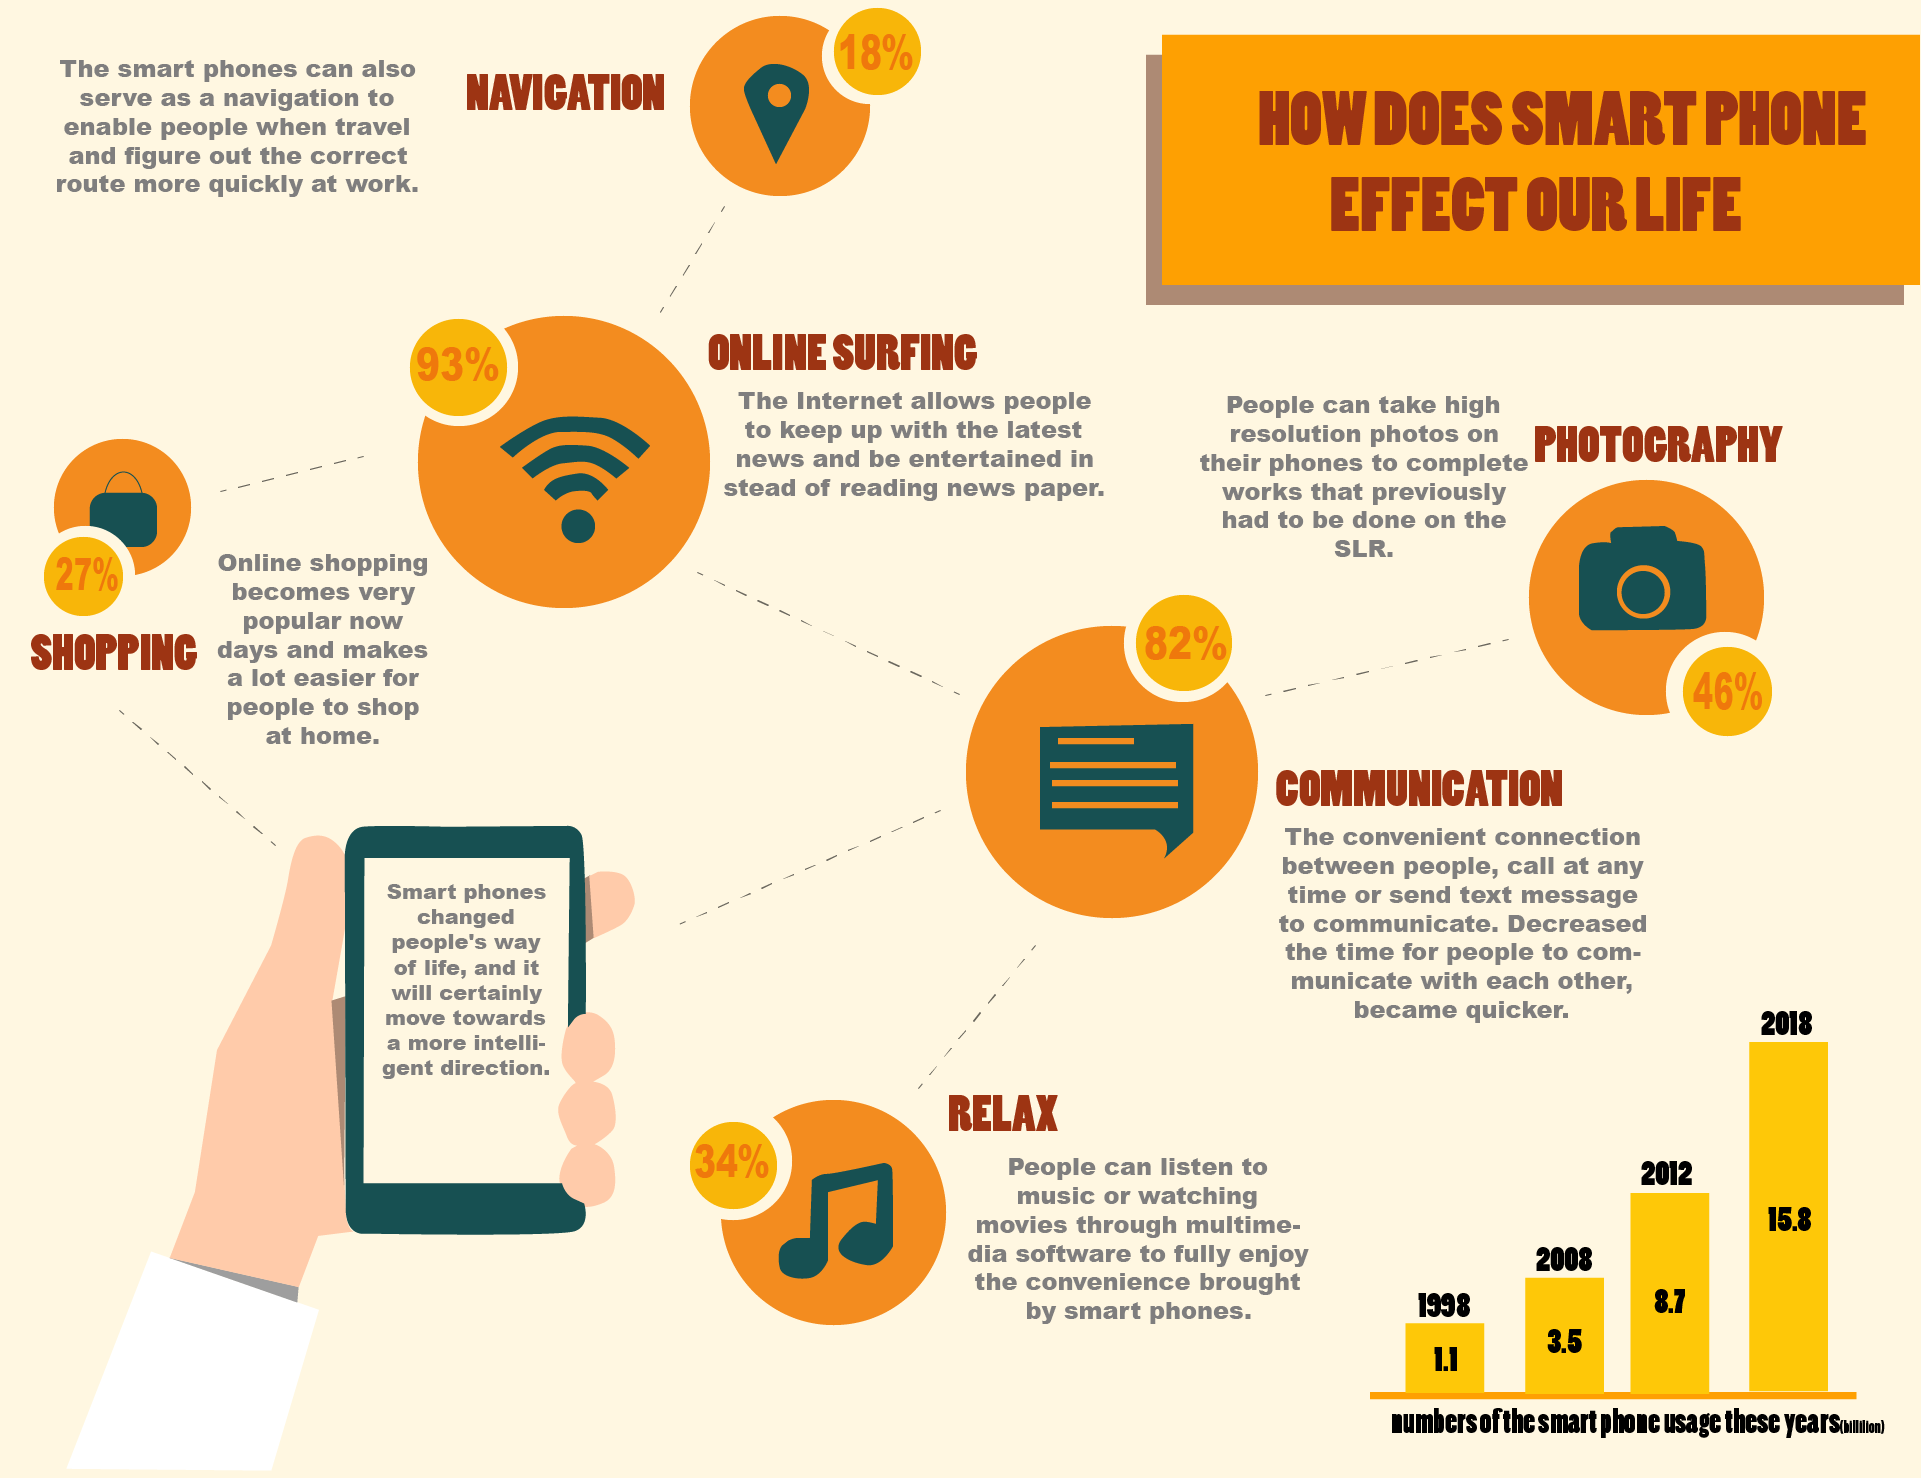 HOW DOES SMART PHONE
EFFECT OUR LIFE
The smart phones can also
serve as a navigation to
enable people when travel
and figure out the correct
route more quickly at work.
NAVIGATION
18%
93%
ONLINE SURFING
The Internet allows people
to keep up with the latest
news and be entertained in
stead of reading news paper.
27%
SHOPPING
Online shopping
becomes very
popular now
days and makes
a lot easier for
people to shop
at home.
People can take high
resolution photos on
their phones to complete
works that previously
had to be done on the
SLR.
PHOTOGRAPHY
46%
82%
COMMUNICATION
The convenient connection
between people, call at any
time or send text message
to communicate. Decreased
the time for people to com-
municate with each other,
became quicker.
Smart phones
changed
people's way
of life, and it
will certainly
move towards
a more intelli-
gent direction.
34%
RELAX
People can listen to
music or watching
movies through multime-
dia software to fully enjoy
the convenience brought
by smart phones.
1998
1.1
2008
3.5
2012
8.7
2018
15.8
numbers of the smart phone usage these years